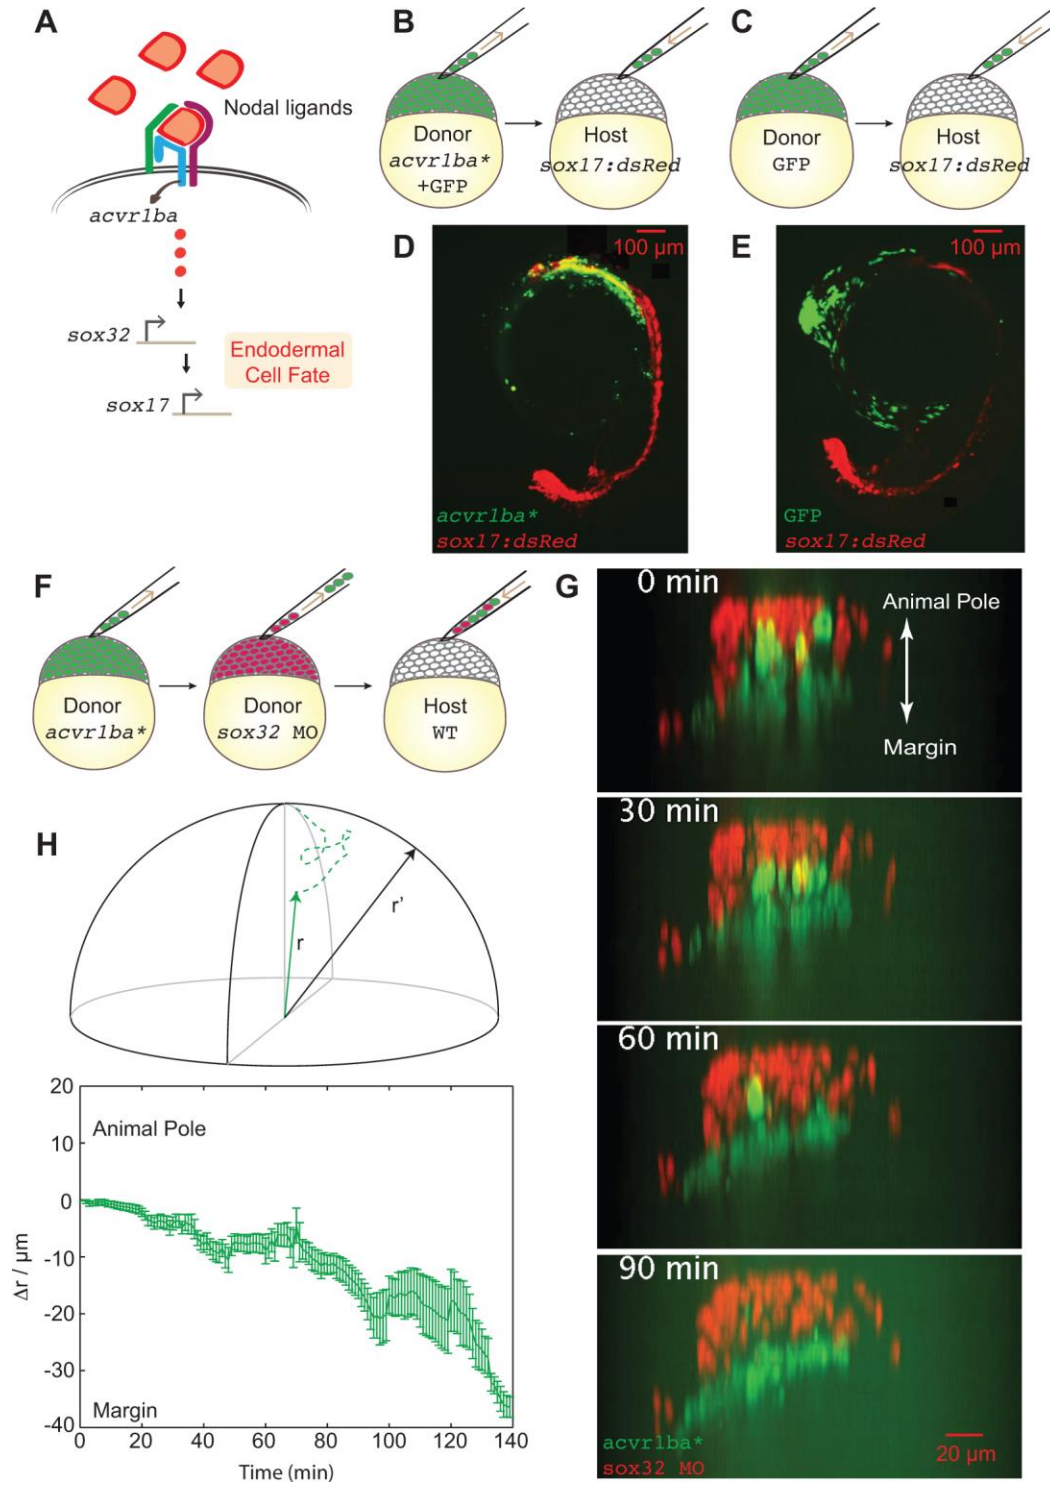 A
Nodal ligands
acvr1ba
sox32
Endodermal
Cell Fate
sox17
B
Donor
acvr1ba*
+GFP
Host
sox17:dsRed
C
Donor
GFP
Host
sox17:dsRed
D
100 µm
acvr1ba*
sox17:dsRed
E
100 µm
GFP
sox17:dsRed
F
Donor
acvr1ba*
Donor
sox32 MO
Host
WT
G
0 min
Animal Pole
Margin
30 min
60 min
90 min
acvr1ba*
sox32 MO
20 µm
H
r
r'
20
10
0
-10
-20
-30
-40
Δr / µm
Animal Pole
Margin
0
20
40
60
80
100
120
140
Time (min)